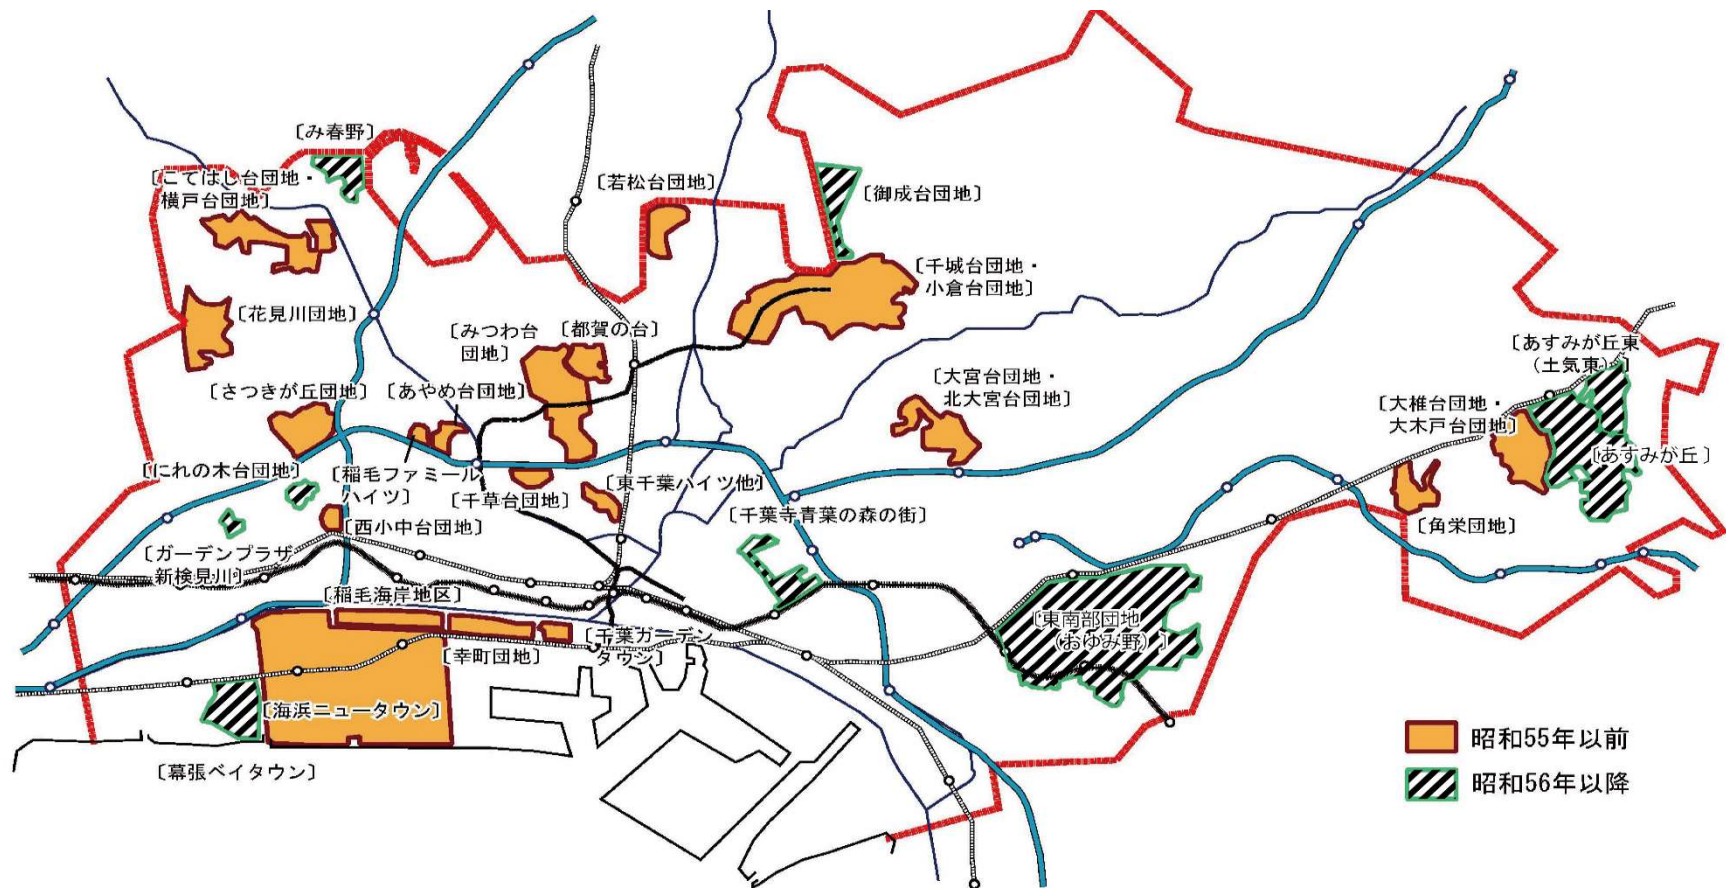 〔み春野〕
〔こてはし台団地・
横戸台団地〕
〔若松台団地〕
〔御成台団地〕
〔千城台団地・
小倉台団地〕
〔花見川団地〕
〔みつわ台
団地〕
〔都賀の台〕
〔あすみが丘東
（土気東）〕
〔さつきが丘団地〕
〔あやめ台団地〕
〔大宮台団地・
北大宮台団地〕
〔大椎台団地・
大木戸台団地〕
〔あすみが丘〕
〔にれの木台団地〕
〔稲毛ファミール
ハイツ〕
〔千草台団地〕
〔東千葉ハイツ他〕
〔千葉寺青葉の森の街〕
〔西小中台団地〕
〔角栄団地〕
〔ガーデンプラザ
新検見川〕
〔稲毛海岸地区〕
〔東南部団地
（おゆみ野）〕
〔幸町団地〕
〔千葉ガーデン
タウン〕
〔海浜ニュータウン〕
〔幕張ベイタウン〕
昭和55年以前
昭和56年以降